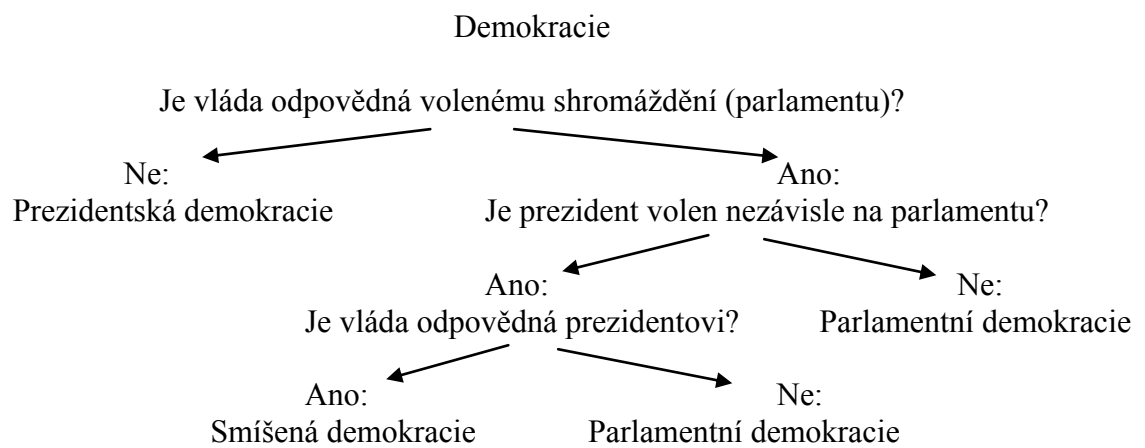 Demokracie
Je vláda odpovědná volenému shromáždění (parlamentu)?
Ne:
Prezidentská demokracie
Ano:
Je prezident volen nezávisle na parlamentu?
Ano:
Je vláda odpovědná prezidentovi?
Ne:
Parlamentní demokracie
Ano:
Smíšená demokracie
Ne:
Parlamentní demokracie